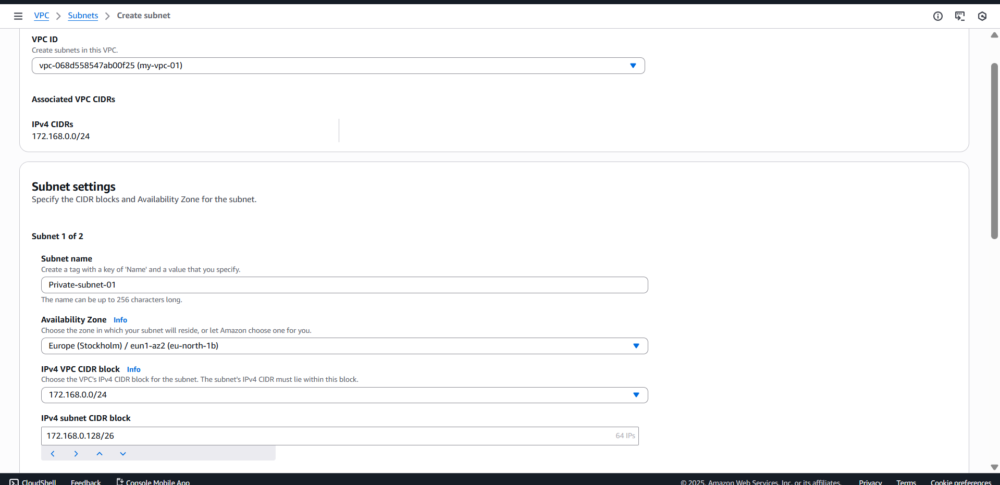 VPC > Subnets > Create subnet
VPC ID
Create subnets in this VPC.
vpc-068d558547ab00f25 (my-vpc-01)
Associated VPC CIDRs
IPv4 CIDRs
172.168.0.0/24
Subnet settings
Specify the CIDR blocks and Availability Zone for the subnet.
Subnet 1 of 2
Subnet name
Create a tag with a key of 'Name' and a value that you specify.
Private-subnet-01
The name can be up to 256 characters long.
Availability Zone Info
Choose the zone in which your subnet will reside, or let Amazon choose one for you.
Europe (Stockholm) / eun1-az2 (eu-north-1b)
IPv4 VPC CIDR block Info
Choose the VPC's IPv4 CIDR block for the subnet. The subnet's IPv4 CIDR must lie within this block.
172.168.0.0/24
IPv4 subnet CIDR block
172.168.0.128/26 64 IPs
CloudShell Feedback Console Mobile App © 2025, Amazon Web Services, Inc. or its affiliates. Privacy Terms Cookie preferences